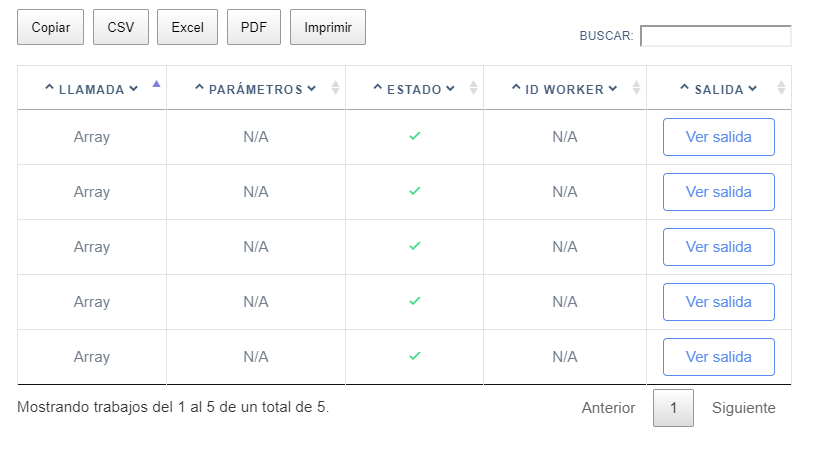 Copiar CSV Excel PDF Imprimir
BUSCAR:
LLAMADA PARÁMETROS ESTADO ID WORKER SALIDA
Array N/A N/A Ver salida
Array N/A N/A Ver salida
Array N/A N/A Ver salida
Array N/A N/A Ver salida
Array N/A N/A Ver salida
Mostrando trabajos del 1 al 5 de un total de 5. Anterior 1 Siguiente